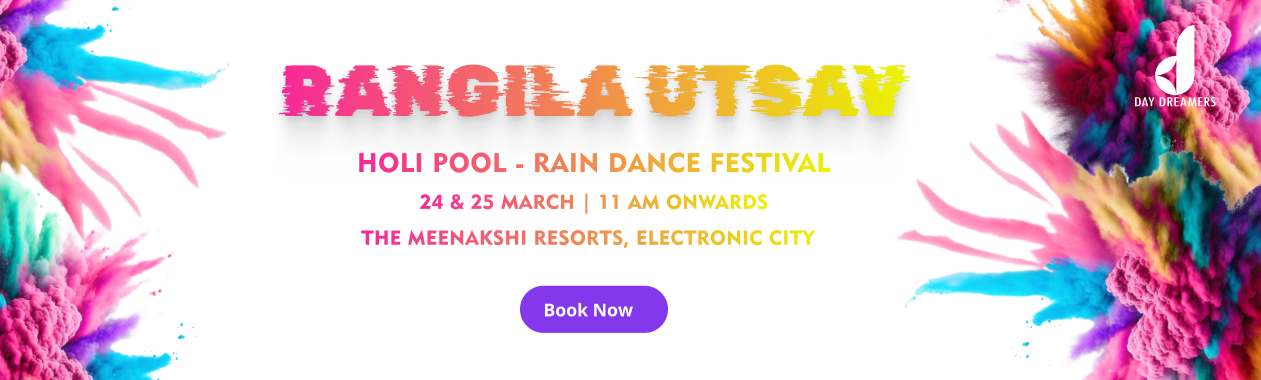 RANGILA UTSAV
HOLI POOL - RAIN DANCE FESTIVAL
24 & 25 MARCH | 11 AM ONWARDS
THE MEENAKSHI RESORTS, ELECTRONIC CITY
Book Now
DAY DREAMERS